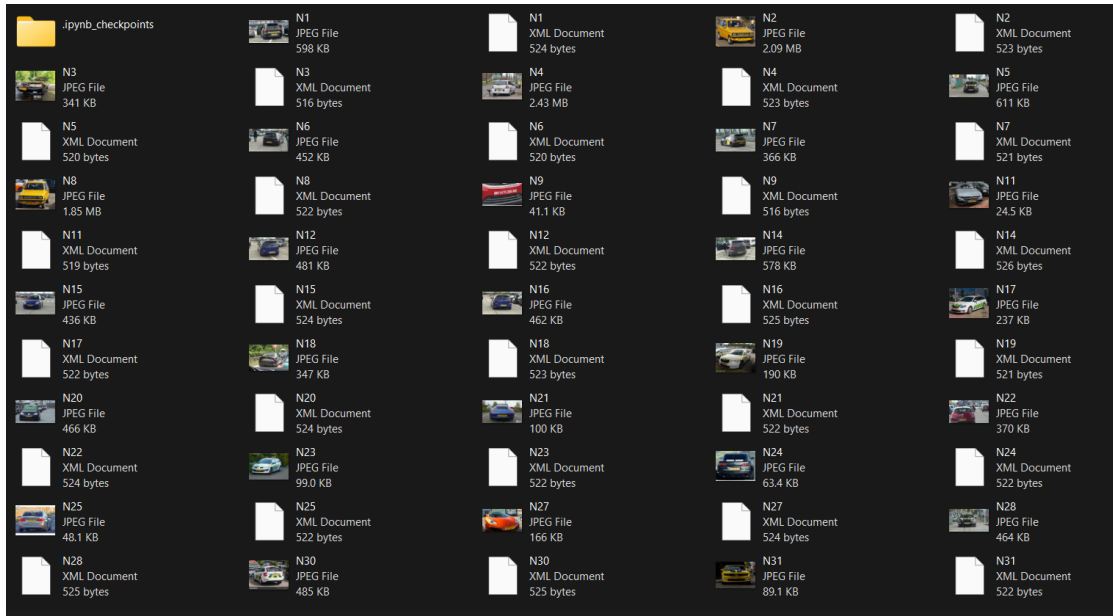 .ipynb_checkpoints
N1
JPEG File
598 KB
N1
XML Document
524 bytes
N2
JPEG File
2.09 MB
N2
XML Document
523 bytes
N3
JPEG File
341 KB
N3
XML Document
516 bytes
N4
JPEG File
2.43 MB
N4
XML Document
523 bytes
N5
JPEG File
611 KB
N5
XML Document
520 bytes
N6
JPEG File
452 KB
N6
XML Document
520 bytes
N7
JPEG File
366 KB
N7
XML Document
521 bytes
N8
JPEG File
1.85 MB
N8
XML Document
522 bytes
N9
JPEG File
41.1 KB
N9
XML Document
516 bytes
N11
JPEG File
24.5 KB
N11
XML Document
519 bytes
N12
JPEG File
481 KB
N12
XML Document
522 bytes
N14
JPEG File
578 KB
N14
XML Document
526 bytes
N15
JPEG File
436 KB
N15
XML Document
524 bytes
N16
JPEG File
462 KB
N16
XML Document
525 bytes
N17
JPEG File
237 KB
N17
XML Document
522 bytes
N18
JPEG File
347 KB
N18
XML Document
523 bytes
N19
JPEG File
190 KB
N19
XML Document
521 bytes
N20
JPEG File
466 KB
N20
XML Document
524 bytes
N21
JPEG File
100 KB
N21
XML Document
522 bytes
N22
JPEG File
370 KB
N22
XML Document
524 bytes
N23
JPEG File
99.0 KB
N23
XML Document
522 bytes
N24
JPEG File
63.4 KB
N24
XML Document
522 bytes
N25
JPEG File
48.1 KB
N25
XML Document
522 bytes
N27
JPEG File
166 KB
N27
XML Document
524 bytes
N28
JPEG File
464 KB
N28
XML Document
525 bytes
N30
JPEG File
485 KB
N30
XML Document
525 bytes
N31
JPEG File
89.1 KB
N31
XML Document
522 bytes